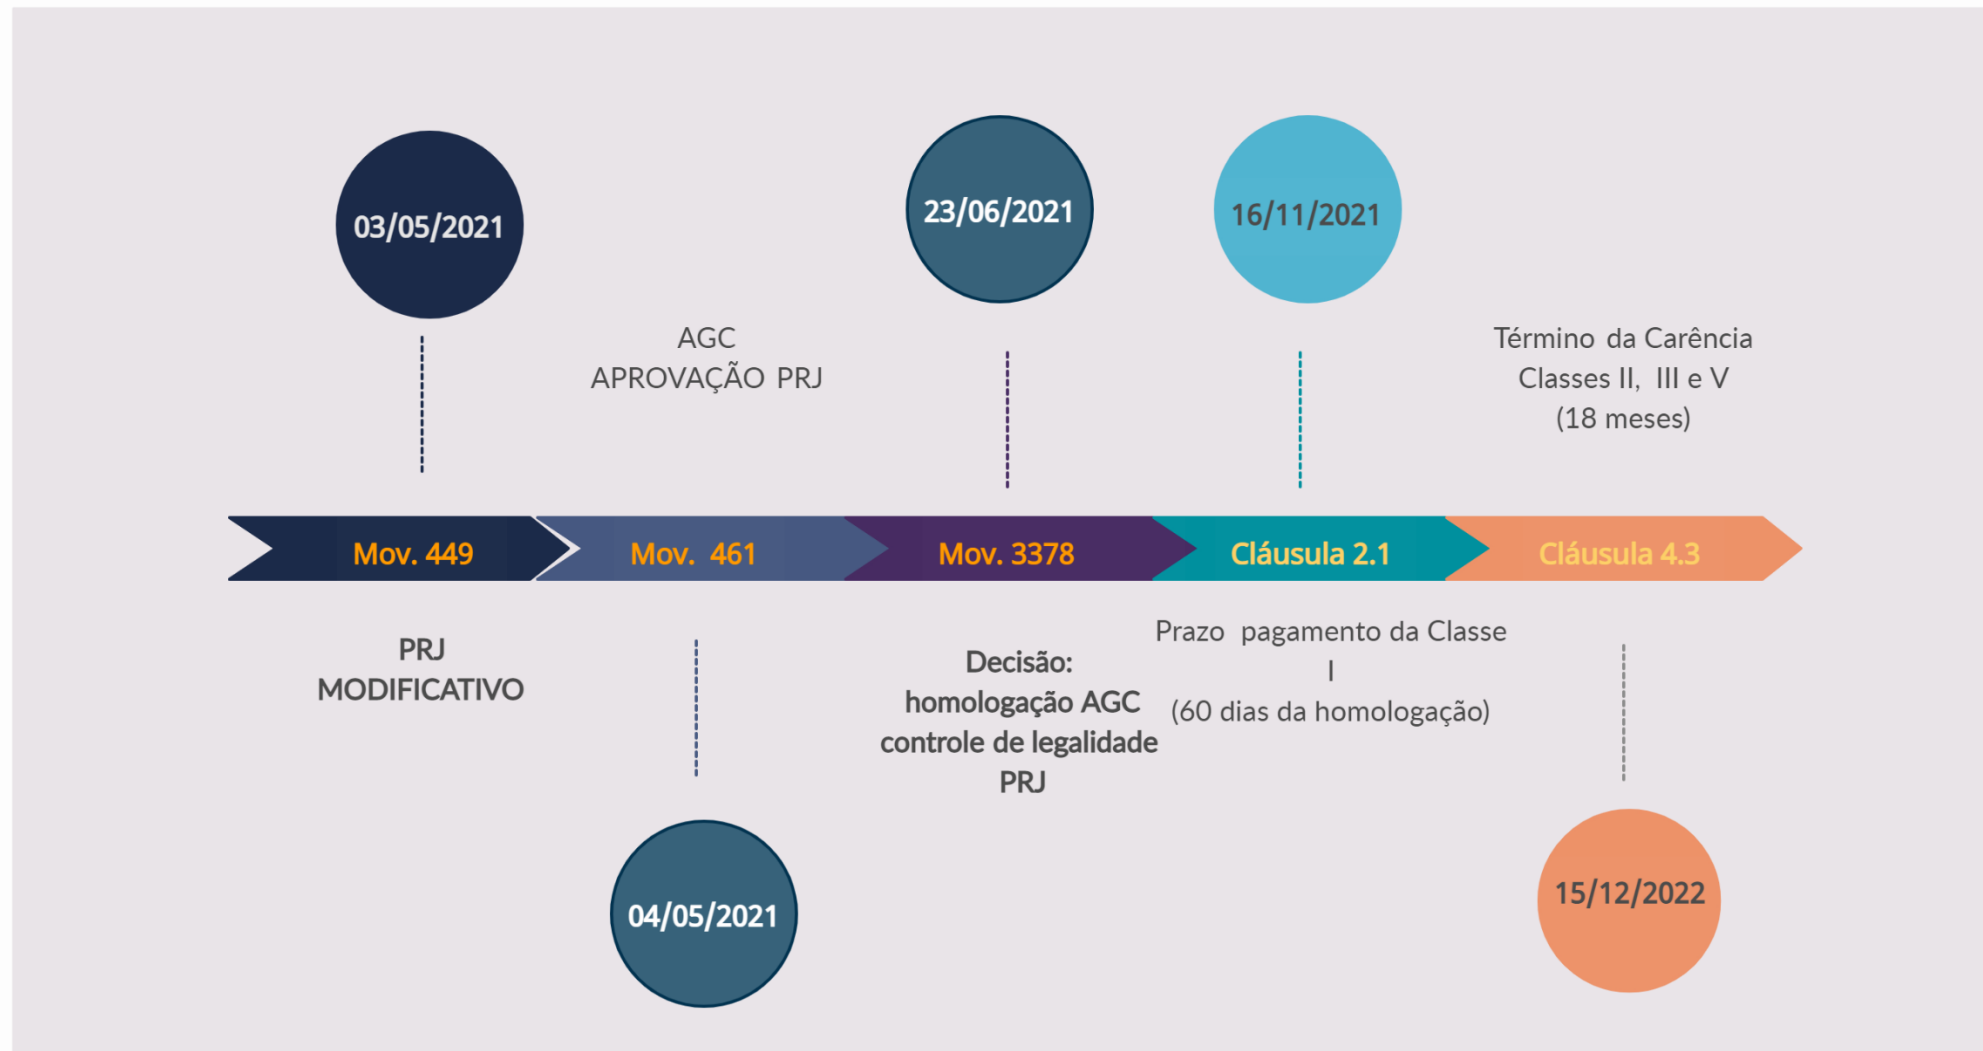 03/05/2021
23/06/2021
16/11/2021
AGC
APROVAÇÃO PRJ
Término da Carência
Classes II, III e V
(18 meses)
Mov. 449
Mov. 461
Mov. 3378
Cláusula 2.1
Cláusula 4.3
PRJ
MODIFICATIVO
Decisão:
homologação AGC
controle de legalidade
PRJ
Prazo pagamento da Classe
I
(60 dias da homologação)
04/05/2021
15/12/2022